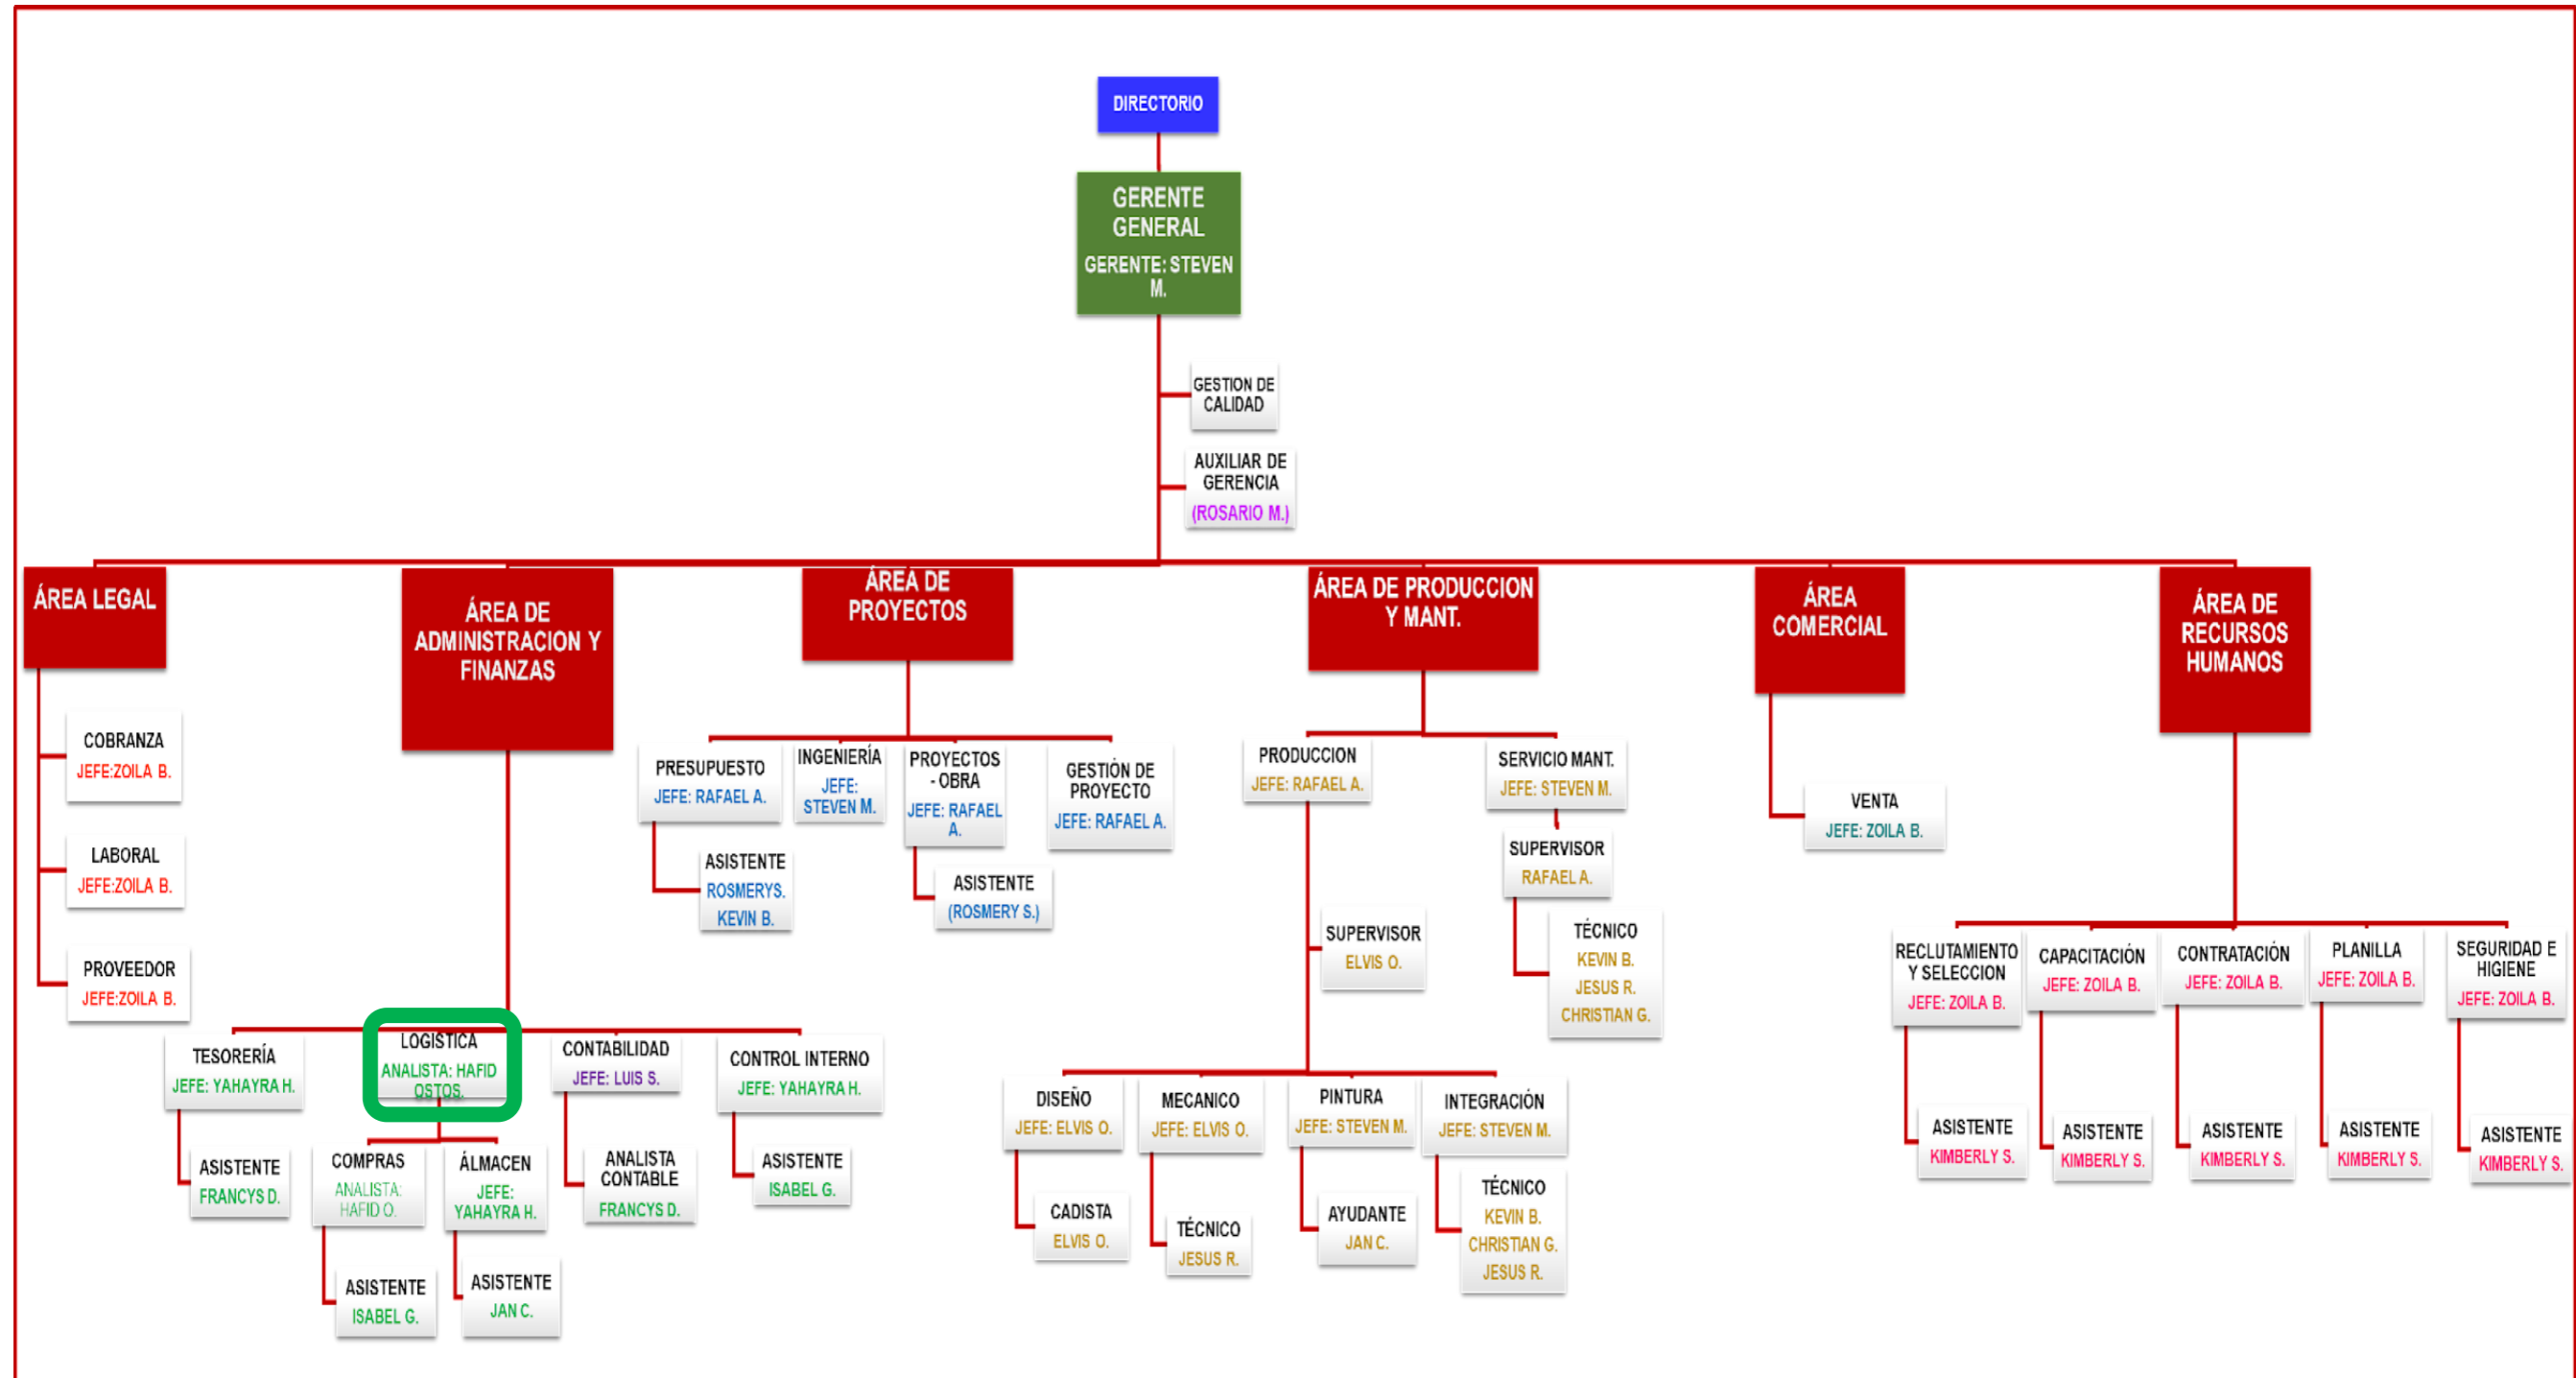 DIRECTORIO
GERENTE
GENERAL
GERENTE: STEVEN
M.
GESTION DE
CALIDAD
AUXILIAR DE
GERENCIA
(ROSARIO M.)
ÁREA LEGAL
COBRANZA
JEFE:ZOILA B.
LABORAL
JEFE:ZOILA B.
PROVEEDOR
JEFE:ZOILA B.
ÁREA DE
ADMINISTRACION Y
FINANZAS
TESORERÍA
JEFE: YAHAYRA H.
ASISTENTE
FRANCYS D.
LOGISTICA
ANALISTA: HAFID
OSTOS.
COMPRAS
ANALISTA:
HAFID O.
ASISTENTE
ISABEL G.
ÁLMACEN
JEFE:
YAHAYRA H.
ASISTENTE
JAN C.
CONTABILIDAD
JEFE: LUIS S.
ANALISTA
CONTABLE
FRANCYS D.
CONTROL INTERNO
JEFE: YAHAYRA H.
ASISTENTE
ISABEL G.
ÁREA DE
PROYECTOS
PRESUPUESTO
JEFE: RAFAEL A.
ASISTENTE
ROSMERYS.
KEVIN B.
INGENIERÍA
JEFE:
STEVEN M.
PROYECTOS
- OBRA
JEFE: RAFAEL
A.
ASISTENTE
(ROSMERY S.)
GESTIÓN DE
PROYECTO
JEFE: RAFAEL A.
ÁREA DE PRODUCCION
Y MANT.
PRODUCCION
JEFE: RAFAEL A.
SUPERVISOR
ELVIS O.
DISEÑO
JEFE: ELVIS O.
CADISTA
ELVIS O.
MECANICO
JEFE: ELVIS O.
TÉCNICO
JESUS R.
PINTURA
JEFE: STEVEN M.
AYUDANTE
JAN C.
INTEGRACIÓN
JEFE: STEVEN M.
TÉCNICO
KEVIN B.
CHRISTIAN G.
JESUS R.
SERVICIO MANT.
JEFE: STEVEN M.
SUPERVISOR
RAFAEL A.
TÉCNICO
KEVIN B.
JESUS R.
CHRISTIAN G.
ÁREA
COMERCIAL
VENTA
JEFE: ZOILA B.
ÁREA DE
RECURSOS
HUMANOS
RECLUTAMIENTO
Y SELECCION
JEFE: ZOILA B.
ASISTENTE
KIMBERLY S.
CAPACITACIÓN
JEFE: ZOILA B.
ASISTENTE
KIMBERLY S.
CONTRATACIÓN
JEFE: ZOILA B.
ASISTENTE
KIMBERLY S.
PLANILLA
JEFE: ZOILA B.
ASISTENTE
KIMBERLY S.
SEGURIDAD E
HIGIENE
JEFE: ZOILA B.
ASISTENTE
KIMBERLY S.